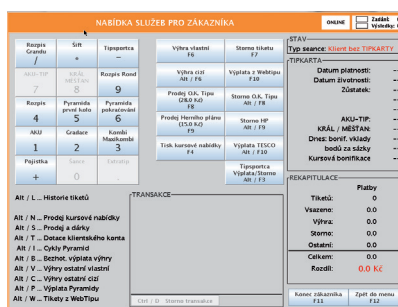 NABÍDKA SLUŽEB PRO ZÁKAZNÍKA
ONLINE
Zadání:
Výsledky:
Rozpis Grandu
/
Šift
*
Tipsportca
–
AKU-TIP
7
KRÁL MĚŠŤAN
8
Rozpis Rond
9
Rozpis
4
Pyramida první kolo
5
Pyramida pokračování
6
AKU
1
Gradace
2
Kombi Maxikombi
3
Pojistka
+
Sance
0
Extratip
.
Výhra vlastní
F6
Storno tiketu
F7
Výhra cizí
Alt / F6
Výplata z Webtipu
F10
Prodej O.K. Tipu
(28.0 Kč)
F8
Storno O.K. Tipu
Alt / F8
Prodej Herního plánu
(15.0 Kč)
F9
Storno HP
Alt / F9
Tisk kursové nabídky
F4
Výplata TESCO
Alt / F10
Tipsportca
Výplata/Storno
Alt / F3
STAV
Typ seance: Klient bez TIPKARTY
TIPKARTA
Datum platnosti: --
Datum životnosti: --
Zůstatek: --
AKU-TIP: --
KRÁL / MĚŠŤAN: --
Dnes: bonif. vklady --
bodů za sázky --
Kursová bonifikace --
REKAPITULACE
Platby
Tiketů: 0
Vsazeno: 0.0
Výhra: 0.0
Storno: 0.0
Ostatní: 0.0
Celkem: 0.0
Rozdíl: 0.0 Kč
Alt / L ... Historie tiketů
Alt / N ... Prodej kursové nabídky
Alt / S ... Prodej a dárky
Alt / T ... Dotace klientského konta
Alt / I ... Cykly Pyramid
Alt / B ... Bezhot. výplata výhry
Alt / V ... Výhry ostatní vlastní
Alt / C ... Výhry ostatní cizí
Alt / P ... Výplata Pyramidy
Alt / W ... Tikety z WebTipu
TRANSAKCE
Ctrl / D Storno transakce
Konec zákazníka
F11
Zpět do menu
F12